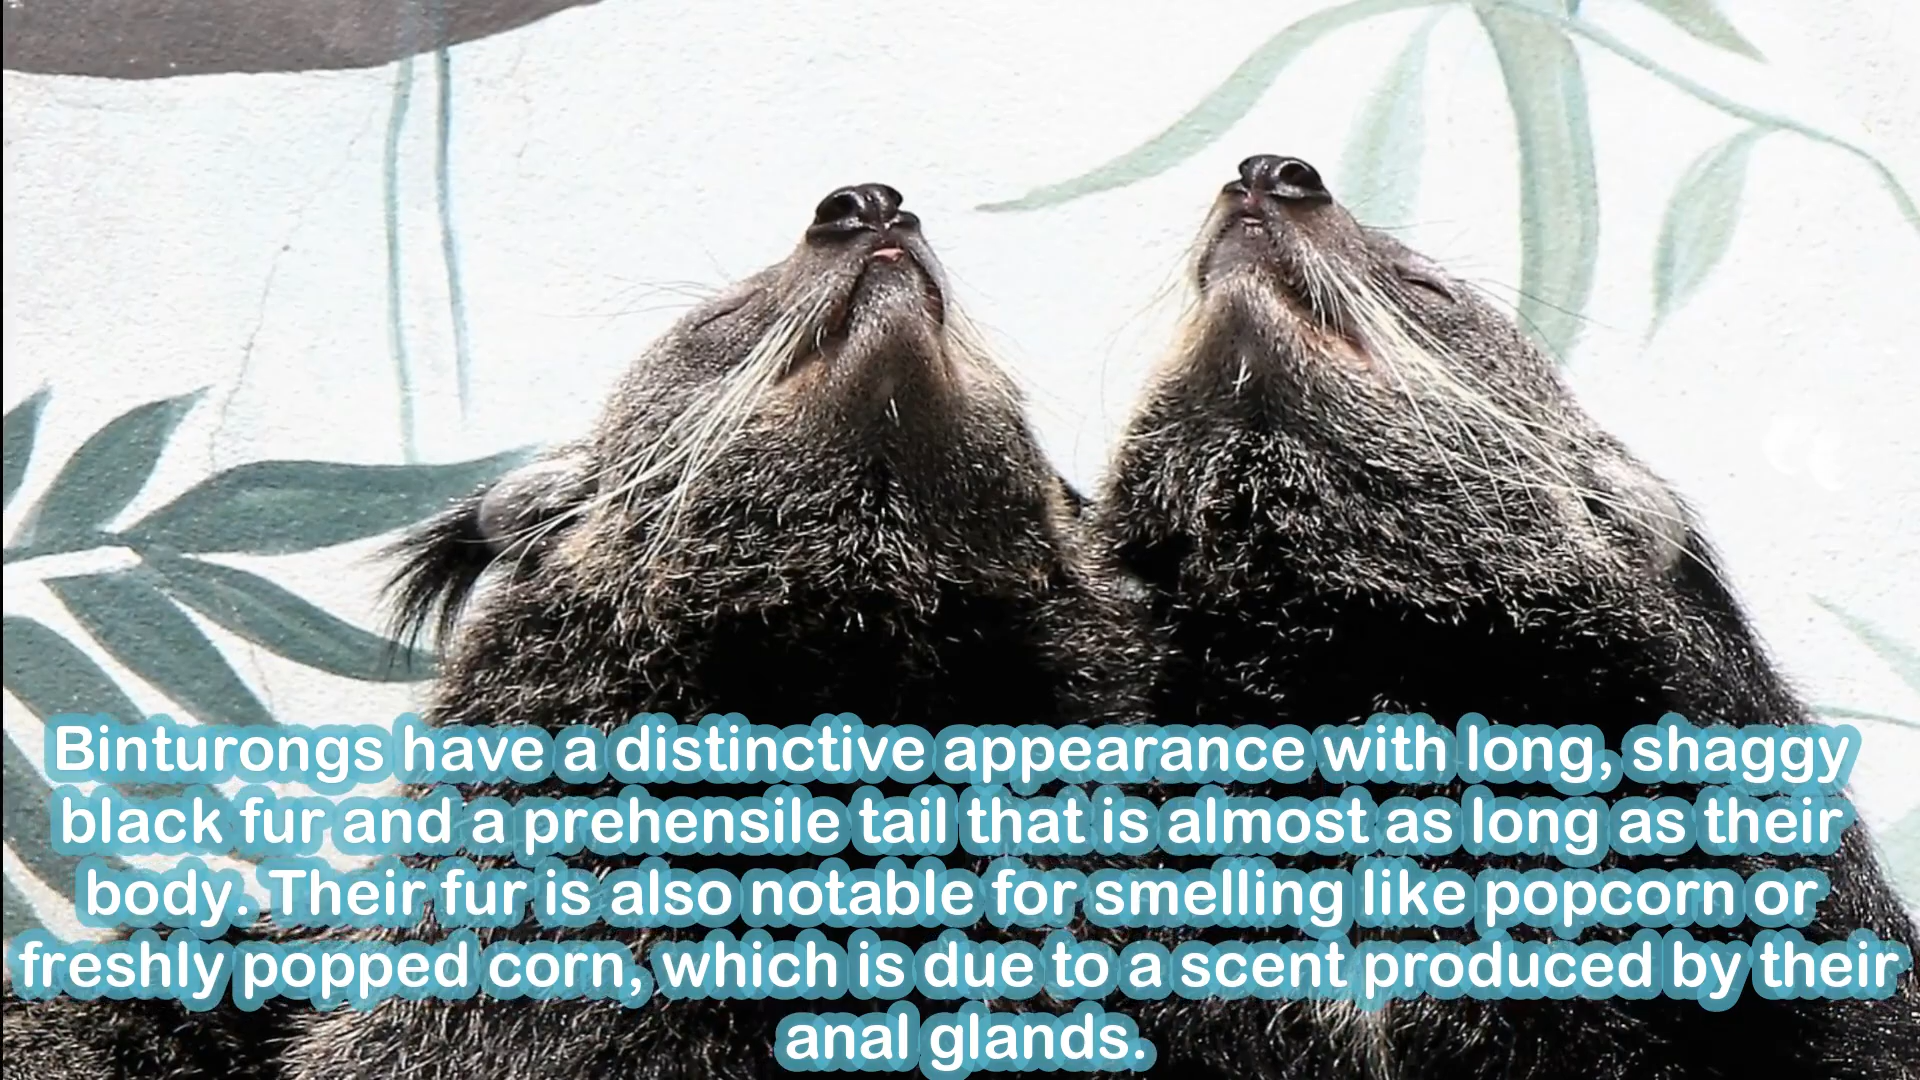 Binturongs have a distinctive appearance with long, shaggy
black fur and a prehensile tail that is almost as long as their
body. Their fur is also notable for smelling like popcorn or
freshly popped corn, which is due to a scent produced by their
anal glands.